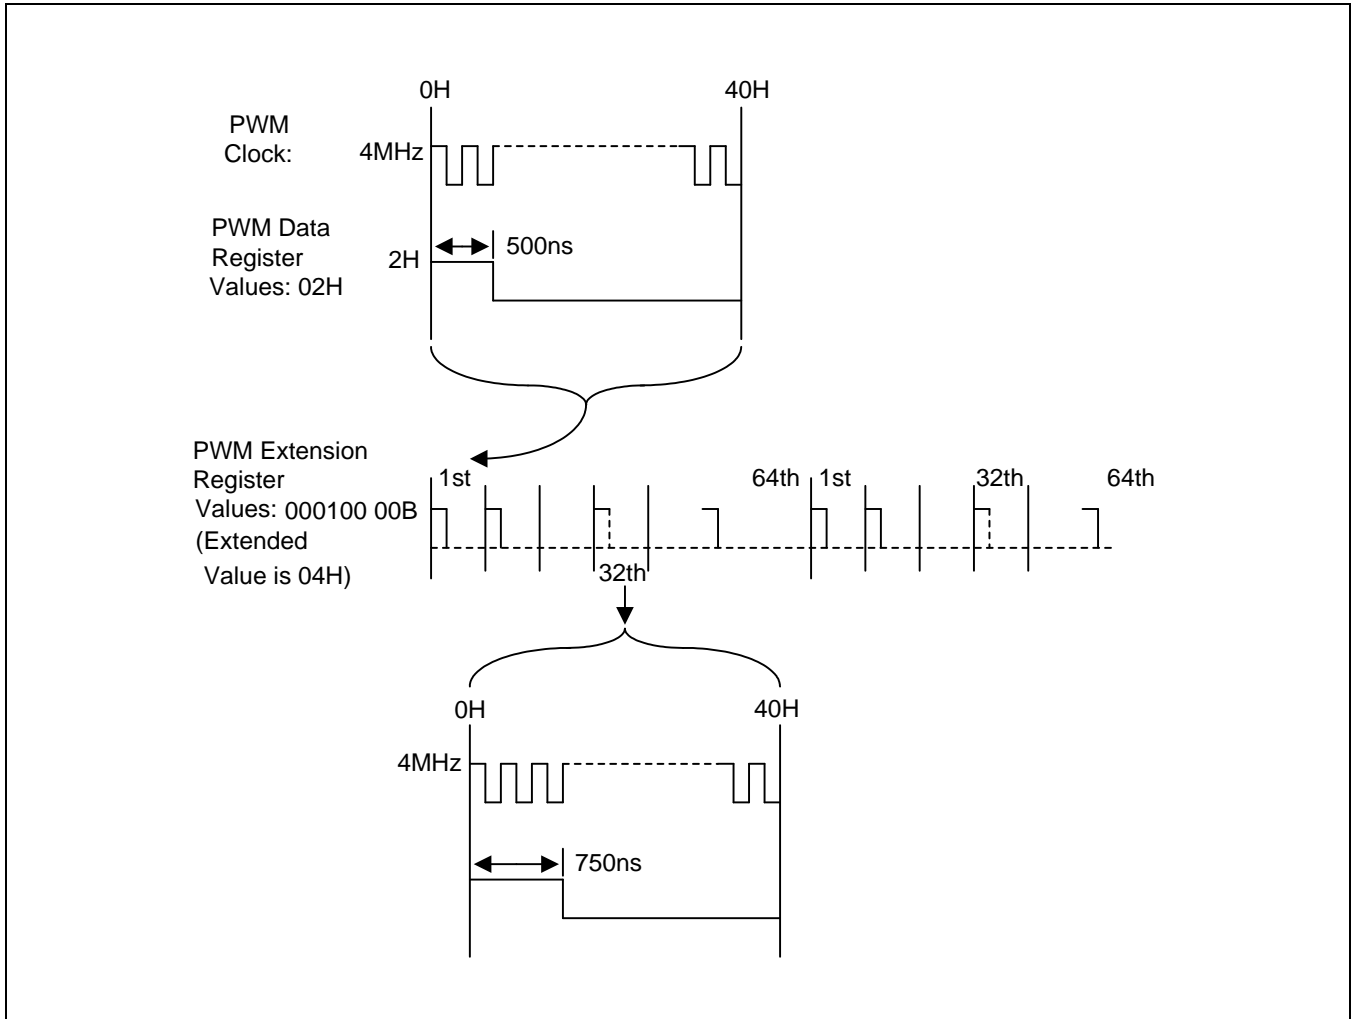 0H 40H
PWM
Clock: 4MHz
PWM Data
Register
Values: 02H
2H
500ns
PWM Extension
Register
Values: 000100 00B
(Extended
Value is 04H)
1st 64th 1st 32th 64th
32th
0H 40H
4MHz
750ns